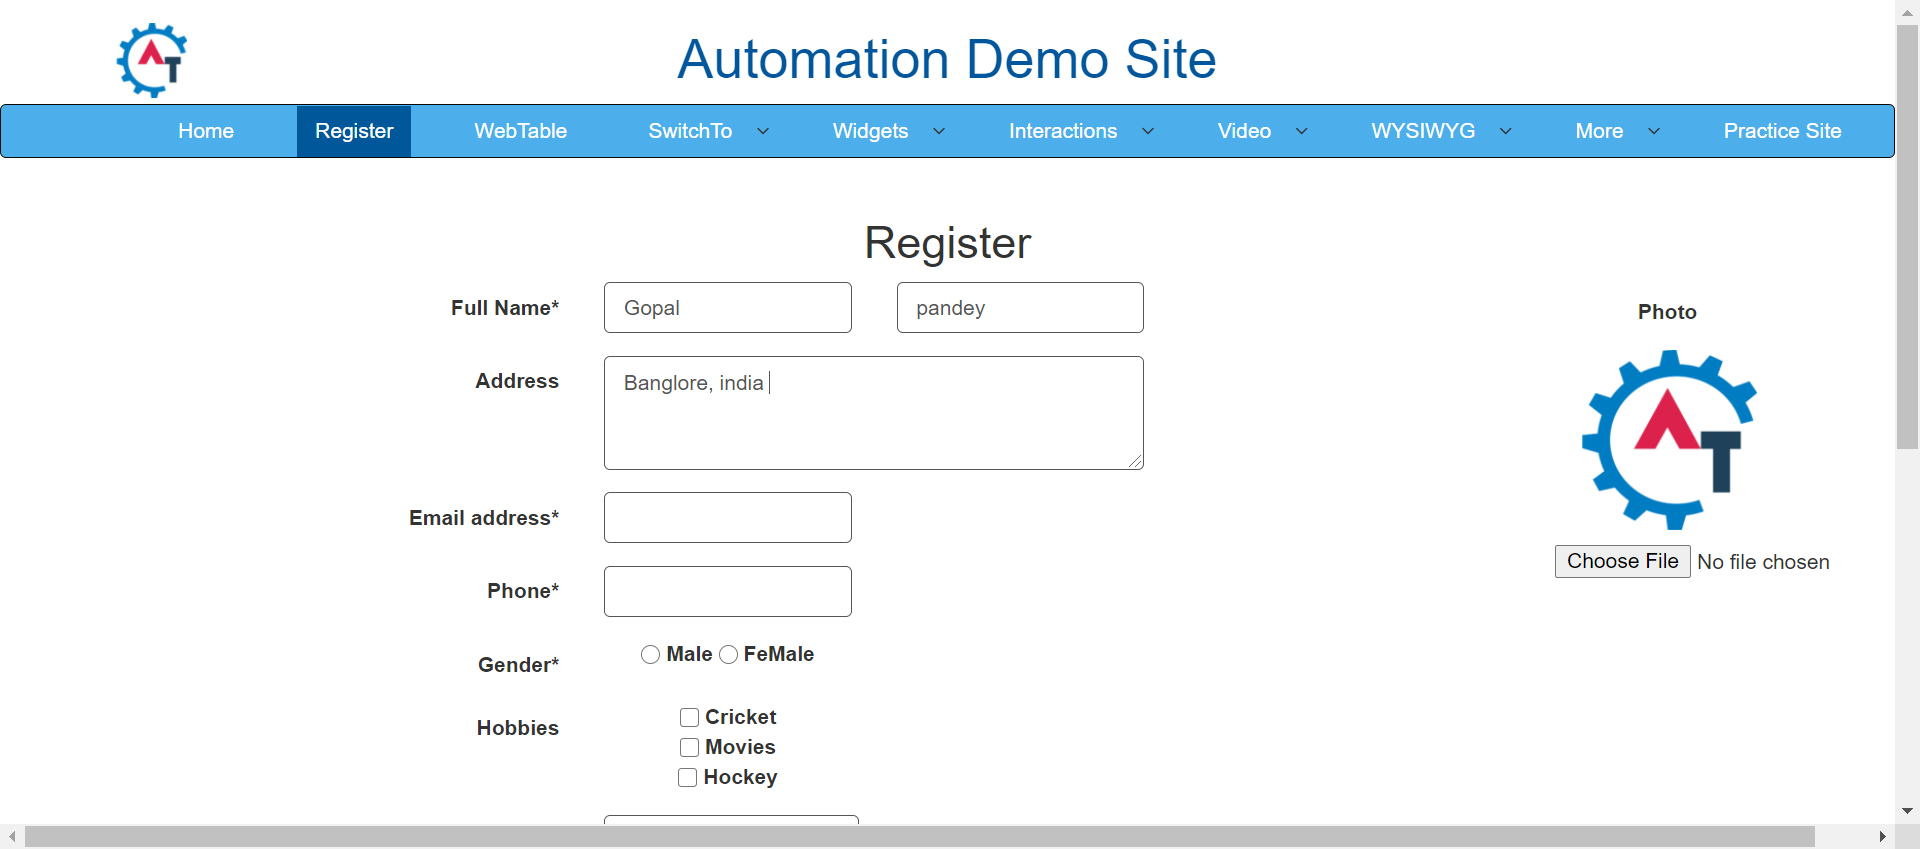 AT
Automation Demo Site
Home Register WebTable SwitchTo Widgets Interactions Video WYSIWYG More Practice Site
Register
Full Name* Gopal pandey
Photo
Address Banglore, india
AT
Email address*
Choose File No file chosen
Phone*
Gender* Male FeMale
Hobbies Cricket
Movies
Hockey